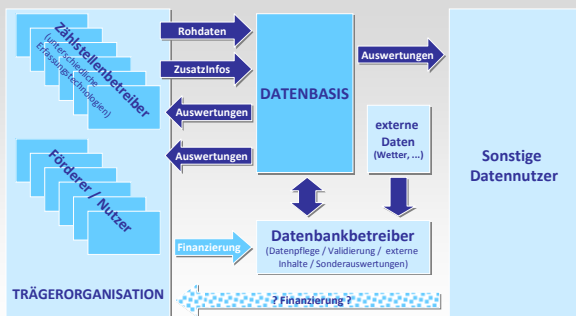 Zählstellenbetreiber
(unterschiedliche
Erfassungstechnologien)
Förderer / Nutzer
TRÄGERORGANISATION
Rohdaten
ZusatzInfos
Auswertungen
Auswertungen
Finanzierung
DATENBASIS
Auswertungen
externe
Daten
(Wetter, ...)
Datenbankbetreiber
(Datenpflege / Validierung / externe
Inhalte / Sonderauswertungen)
? Finanzierung ?
Sonstige
Datennutzer